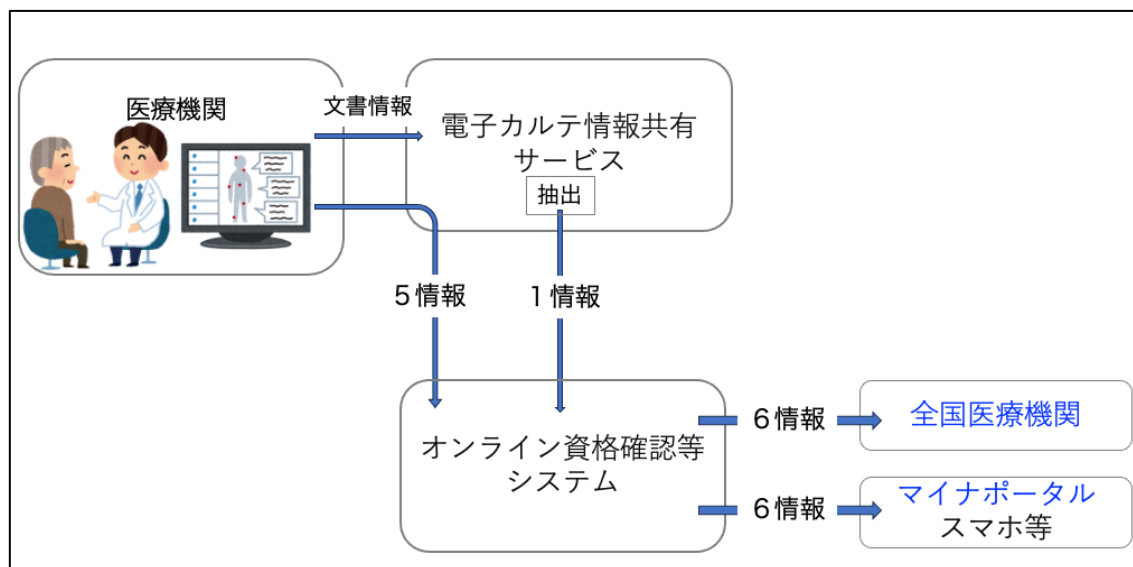 医療機関
文書情報
電子カルテ情報共有
サービス
抽出
５情報
１情報
オンライン資格確認等
システム
６情報
全国医療機関
６情報
マイナポータル
スマホ等